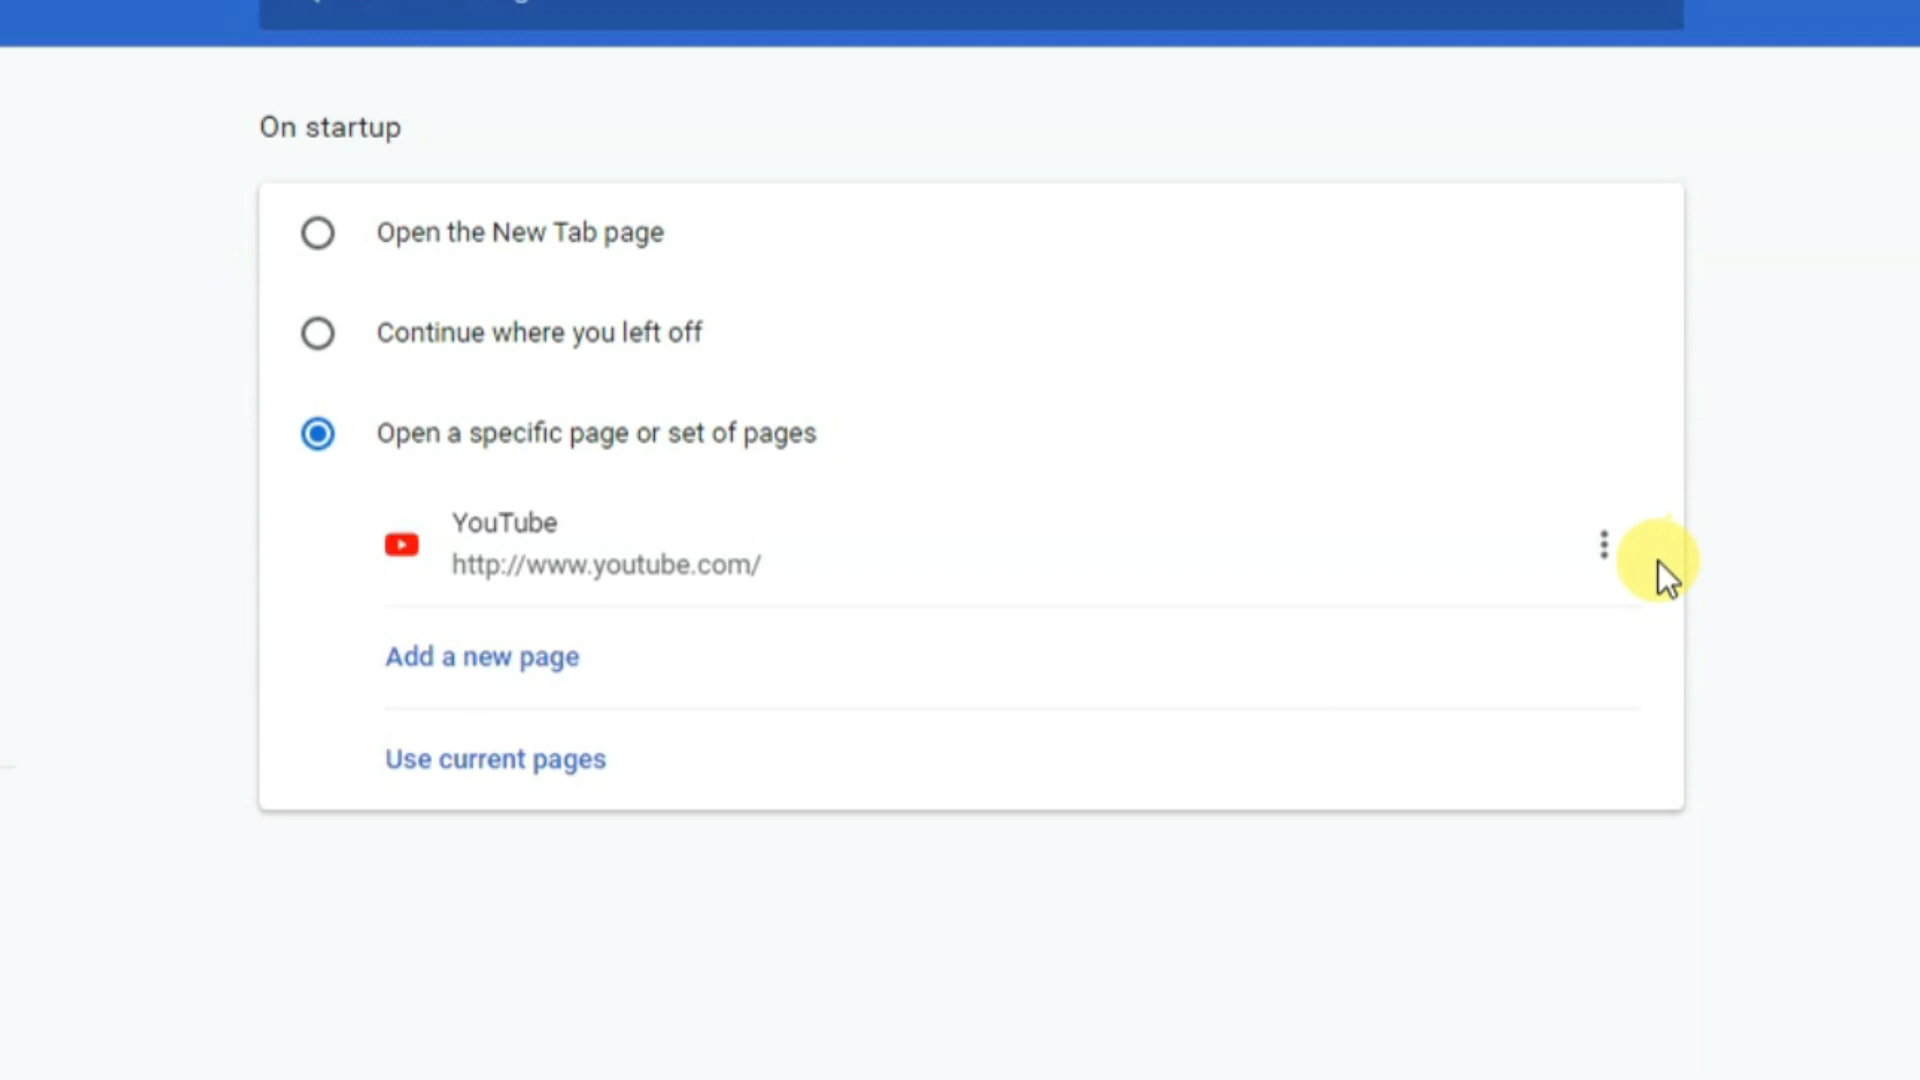 On startup
Open the New Tab page
Continue where you left off
Open a specific page or set of pages
YouTube
http://www.youtube.com/
Add a new page
Use current pages